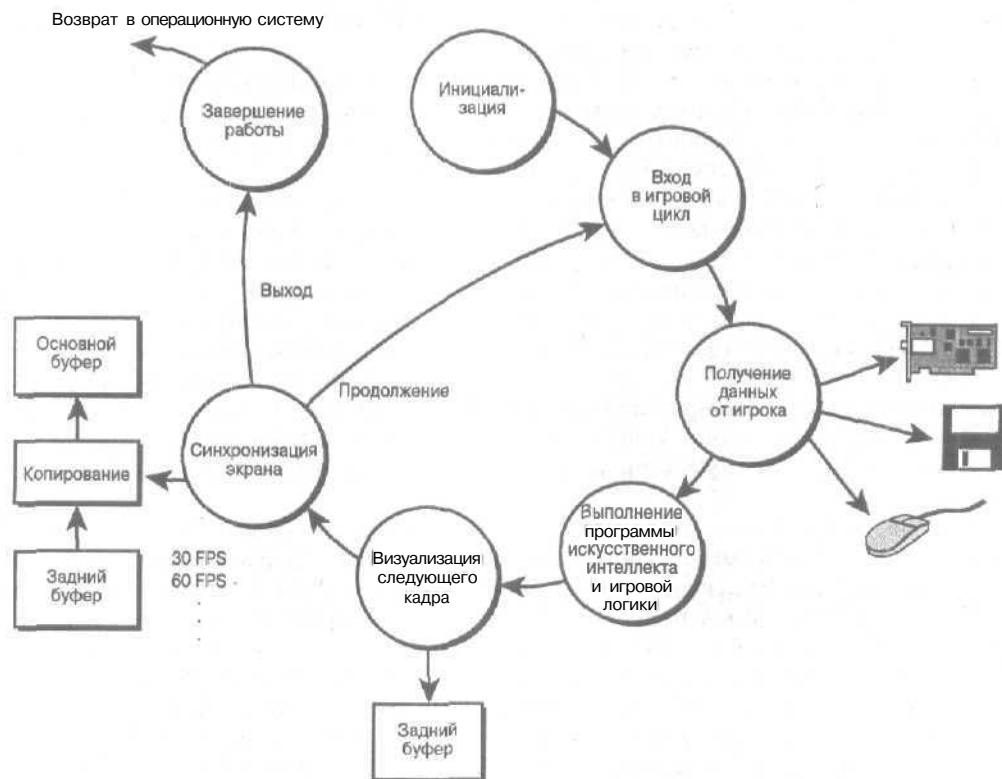 Возврат в операционную систему
Завершение
работы
Инициали-
зация
Вход
в игровой
цикл
Выход
Продолжение
Получение
данных
от игрока
Основной
буфер
Копирование
Задний
буфер
Синхронизация
экрана
30 FPS
60 FPS
Визуализация
следующего
кадра
Выполнение
программы
искусственного
интеллекта
и игровой
логики
Задний
буфер